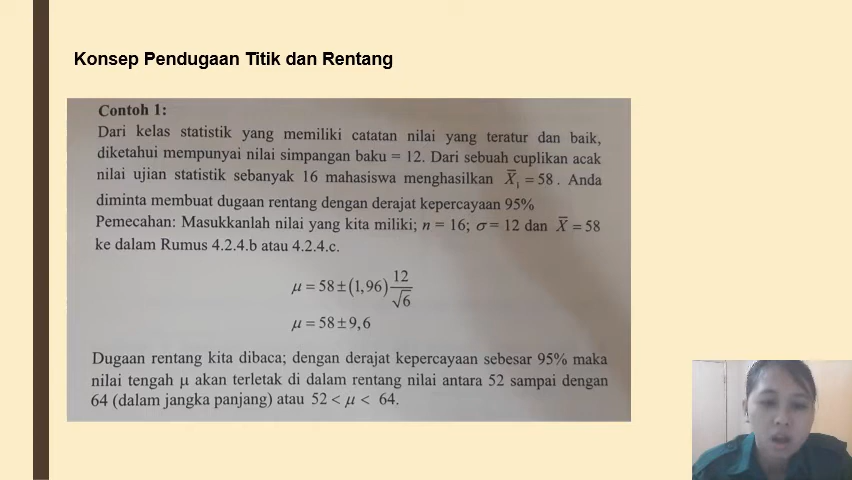 Konsep Pendugaan Titik dan Rentang
Contoh 1:
Dari kelas statistik yang memiliki catatan nilai yang teratur dan baik,
diketahui mempunyai nilai simpangan baku = 12. Dari sebuah cuplikan acak
nilai ujian statistik sebanyak 16 mahasiswa menghasilkan X̄₁ = 58. Anda
diminta membuat dugaan rentang dengan derajat kepercayaan 95%
Pemecahan: Masukkanlah nilai yang kita miliki; n = 16; σ = 12 dan X̄ = 58
ke dalam Rumus 4.2.4.b atau 4.2.4.c.
μ = 58 ± (1,96) 12/√6
μ = 58 ± 9,6
Dugaan rentang kita dibaca; dengan derajat kepercayaan sebesar 95% maka
nilai tengah μ akan terletak di dalam rentang nilai antara 52 sampai dengan
64 (dalam jangka panjang) atau 52 < μ < 64.